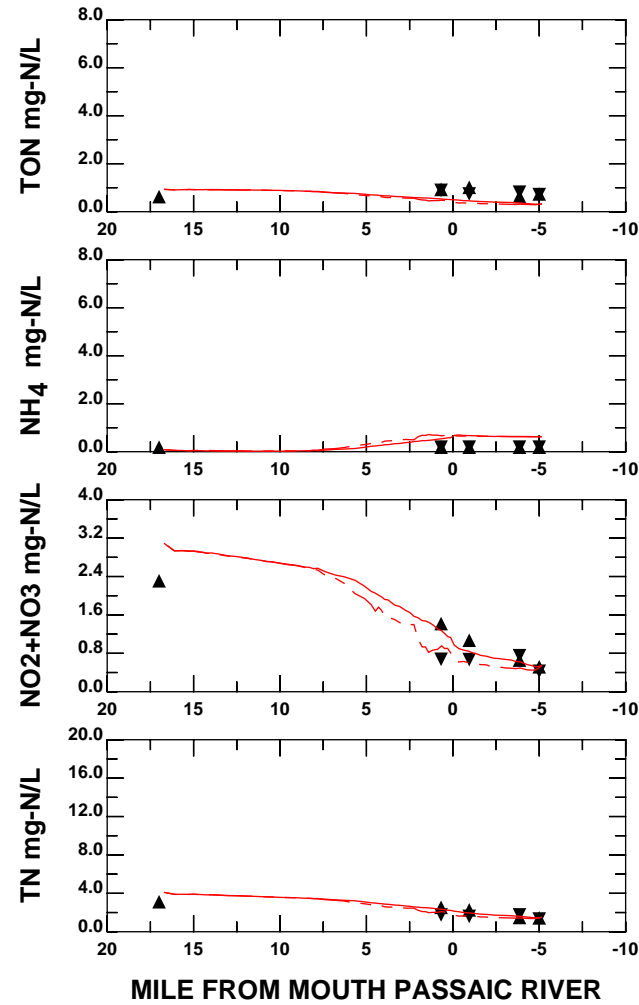 TON mg-N/L
8.0
6.0
4.0
2.0
0.0
20 15 10 5 0 -5 -10
NH4 mg-N/L
8.0
6.0
4.0
2.0
0.0
20 15 10 5 0 -5 -10
NO2+NO3 mg-N/L
4.0
3.2
2.4
1.6
0.8
0.0
20 15 10 5 0 -5 -10
TN mg-N/L
20.0
16.0
12.0
8.0
4.0
0.0
20 15 10 5 0 -5 -10
MILE FROM MOUTH PASSAIC RIVER